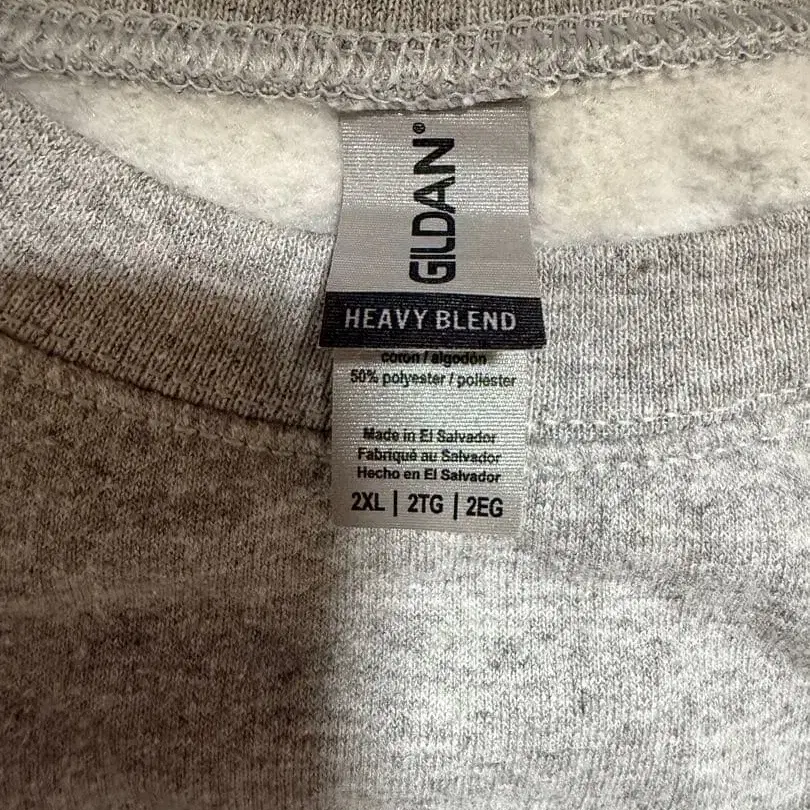 GILDAN®
HEAVY BLEND
coton / algodón
50% polyester / poliester
Made in El Salvador
Fabriqué au Salvador
Hecho en El Salvador
2XL | 2TG | 2EG